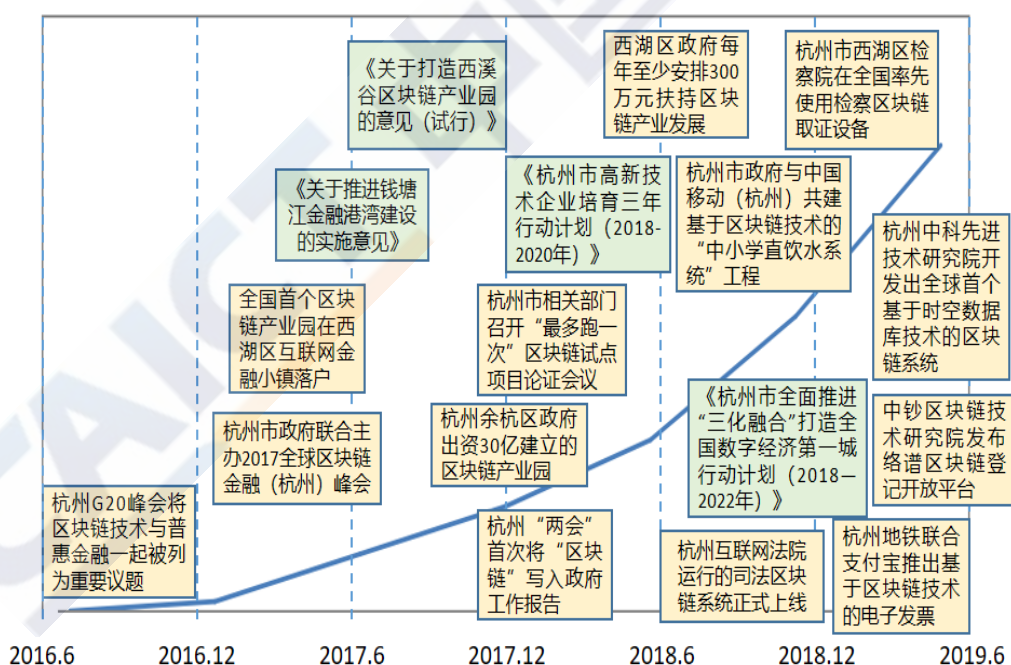 《关于打造西溪
谷区块链产业园
的意见（试行）》
西湖区政府每
年至少安排300
万元扶持区块
链产业发展
杭州市西湖区检
察院在全国率先
使用检察区块链
取证设备
《关于推进钱塘
江金融港湾建设
的实施意见》
《杭州市高新技
术企业培育三年
行动计划（2018-
2020年）》
杭州市政府与中国
移动（杭州）共建
基于区块链技术的
“中小学直饮水系
统”工程
杭州中科先进
技术研究院开
发出全球首个
基于时空数据
库技术的区块
链系统
全国首个区块
链产业园在西
湖区互联网金
融小镇落户
杭州市相关部门
召开“最多跑一
次”区块链试点
项目论证会议
《杭州市全面推进
“三化融合”打造全
国数字经济第一城
行动计划（2018—
2022年）》
中钞区块链技
术研究院发布
络谱区块链登
记开放平台
杭州市政府联合主
办2017全球区块链
金融（杭州）峰会
杭州余杭区政府
出资30亿建立的
区块链产业园
杭州G20峰会将
区块链技术与普
惠金融一起被列
为重要议题
杭州“两会”
首次将“区块
链”写入政府
工作报告
杭州互联网法院
运行的司法区块
链系统正式上线
杭州地铁联合
支付宝推出基
于区块链技术
的电子发票
2016.6 2016.12 2017.6 2017.12 2018.6 2018.12 2019.6
CAICT